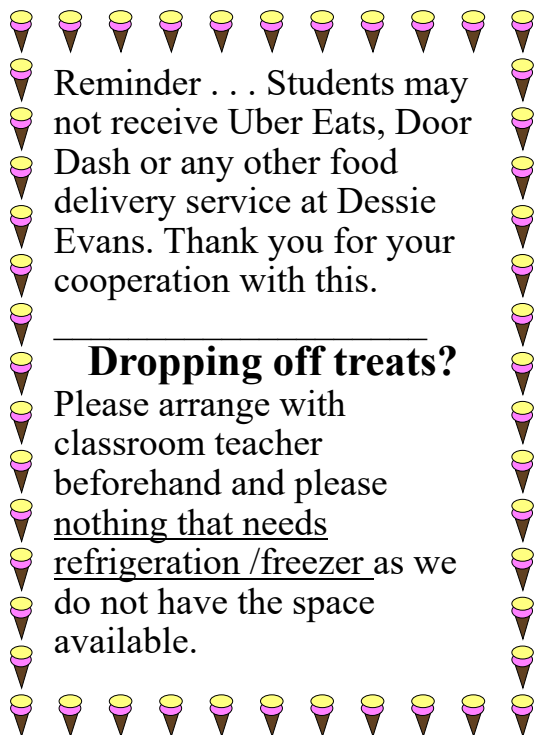 Reminder . . . Students may
not receive Uber Eats, Door
Dash or any other food
delivery service at Dessie
Evans. Thank you for your
cooperation with this.
____________________
Dropping off treats?
Please arrange with
classroom teacher
beforehand and please
nothing that needs
refrigeration /freezer as we
do not have the space
available.